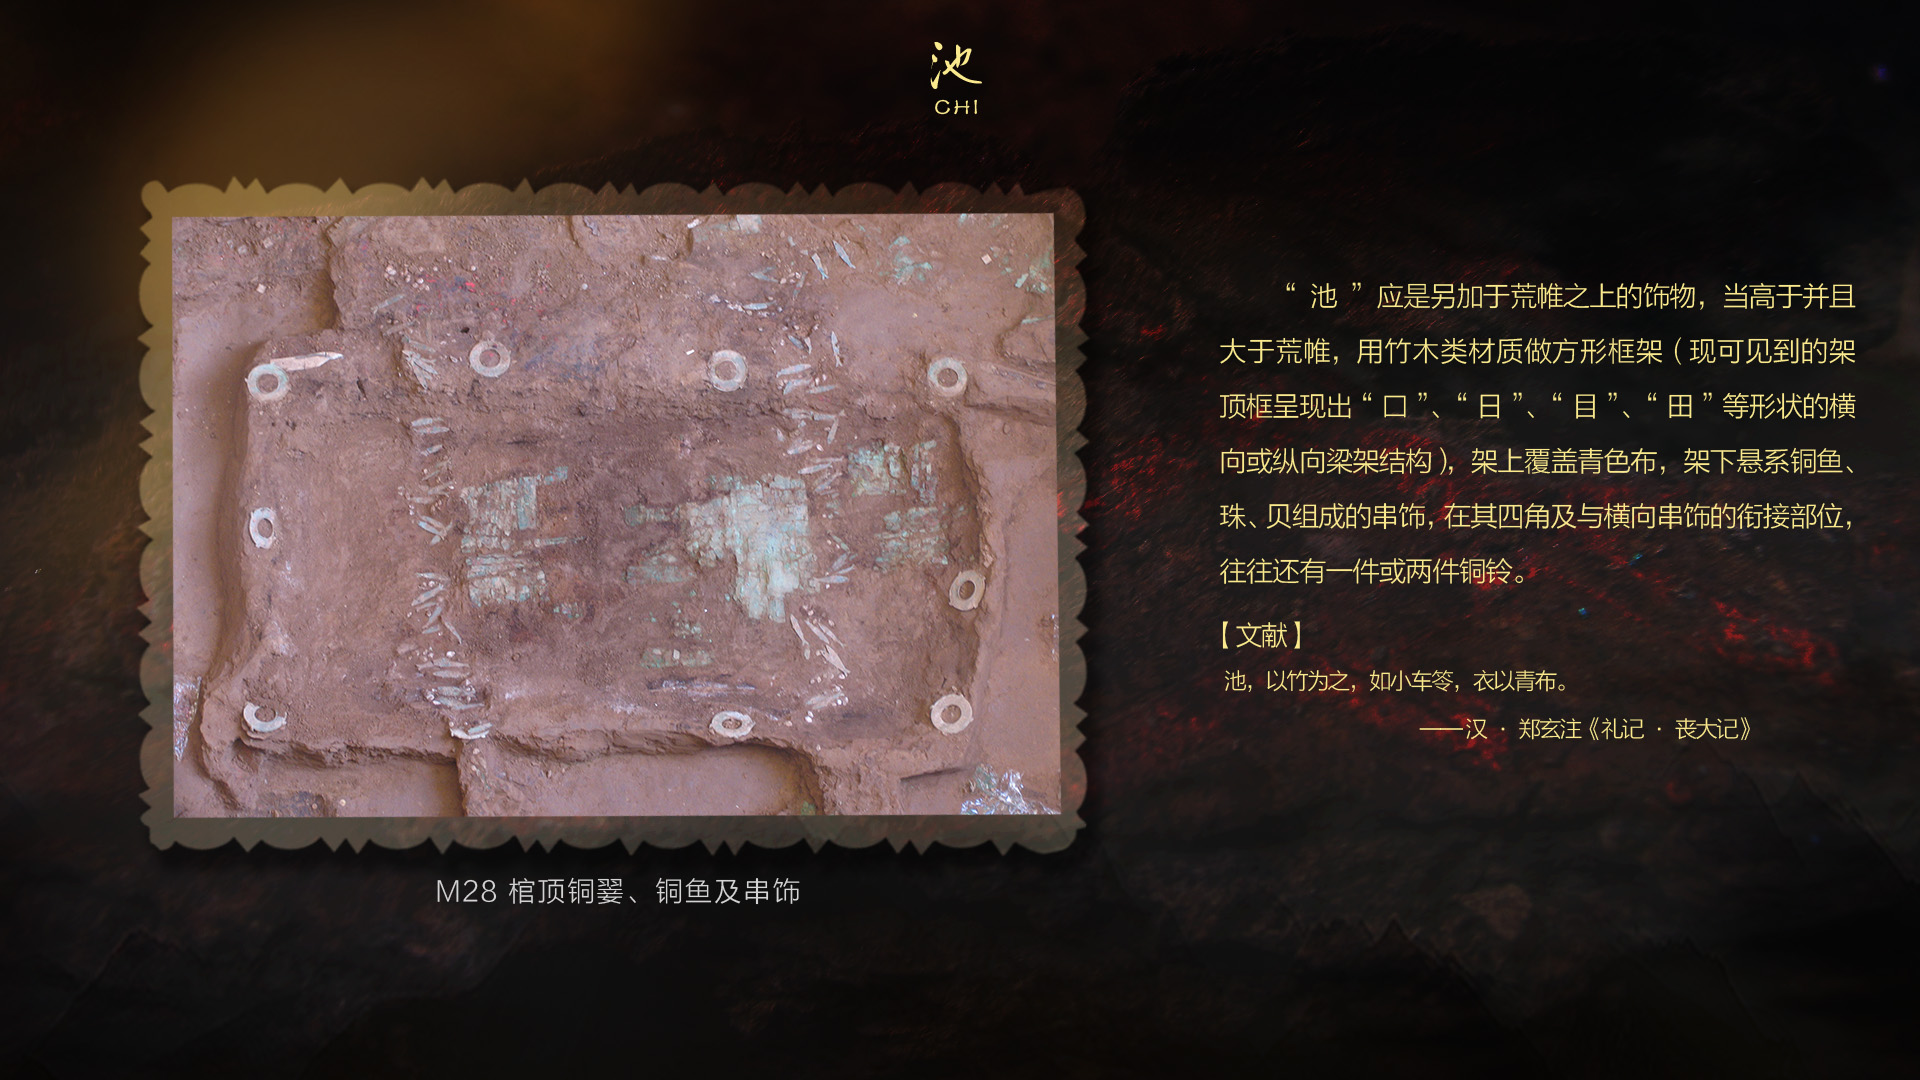 池
CHI
“池”应是另加于荒帷之上的饰物，当高于并且
大于荒帷，用竹木类材质做方形框架（现可见到的架
顶框呈现出“口”、“日”、“目”、“田”等形状的横
向或纵向梁架结构），架上覆盖青色布，架下悬系铜鱼、
珠、贝组成的串饰，在其四角及与横向串饰的衔接部位，
往往还有一件或两件铜铃。
【文献】
池，以竹为之，如小车笭，衣以青布。
——汉·郑玄注《礼记·丧大记》
M28 棺顶铜翣、铜鱼及串饰